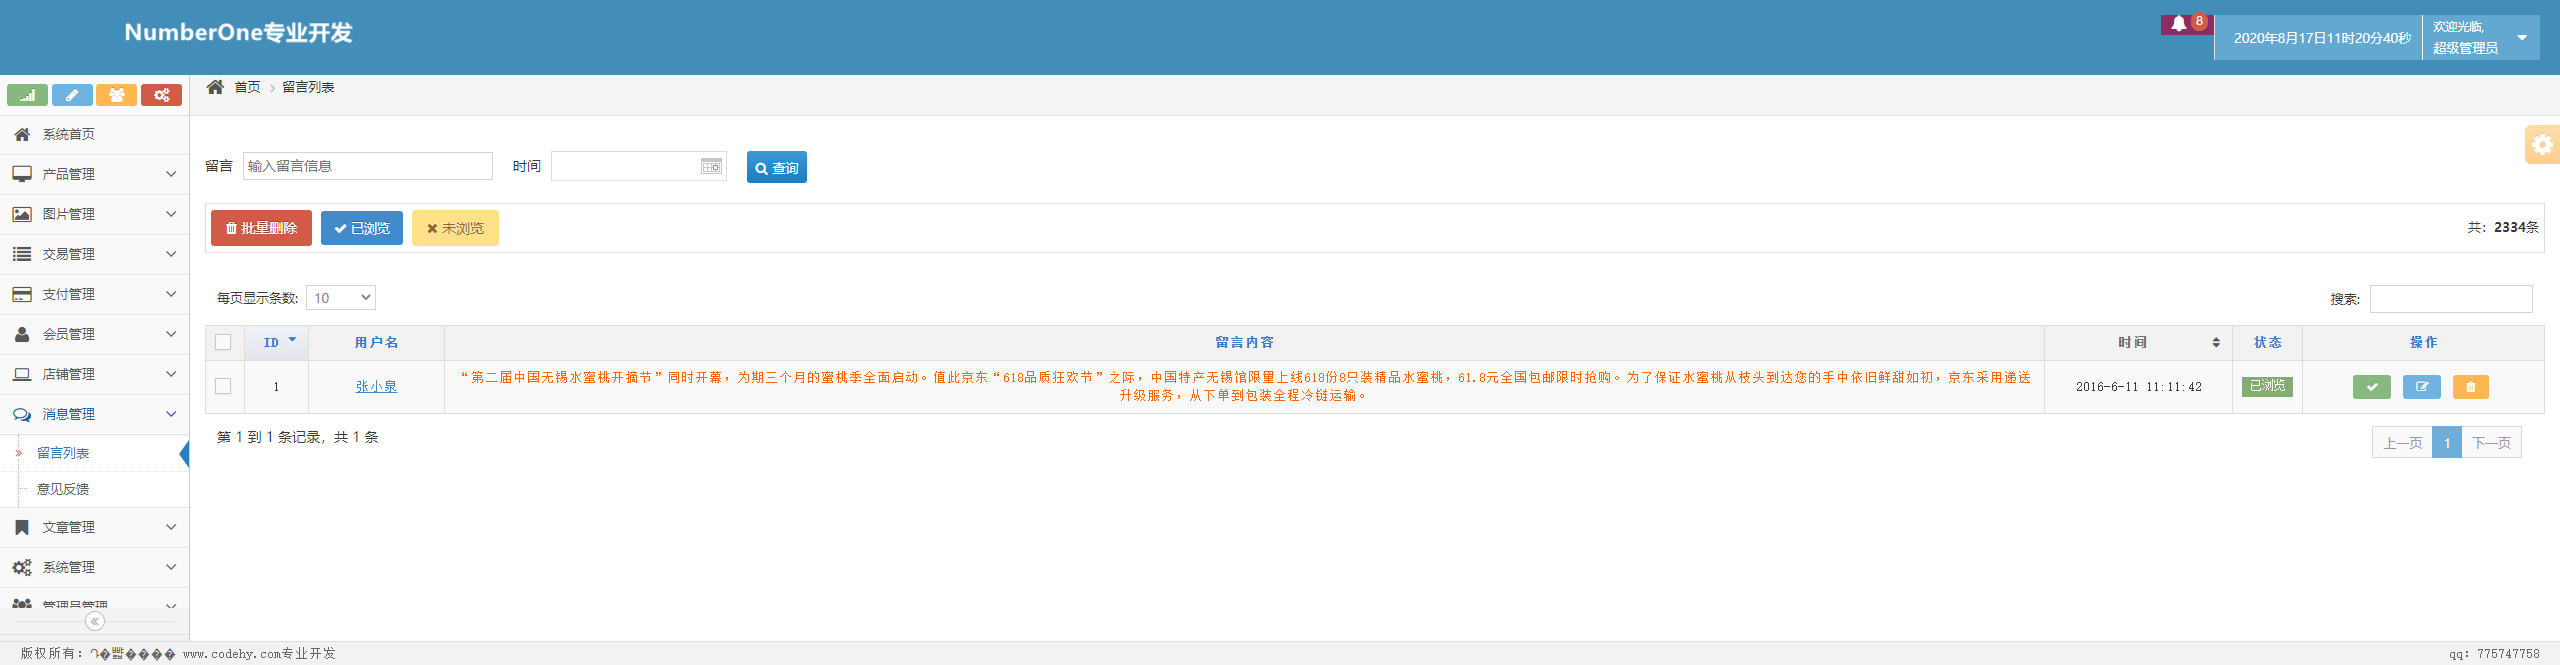 NumberOne专业开发
8
2020年8月17日11时20分40秒
欢迎光临,
超级管理员
首页 留言列表
系统首页
产品管理
图片管理
交易管理
支付管理
会员管理
店铺管理
消息管理
留言列表
意见反馈
文章管理
系统管理
管理员管理
留言 输入留言信息 时间 查询
批量删除 已浏览 未浏览 共：2334条
每页显示条数: 10 搜索:
ID 用户名 留言内容 时间 状态 操作
1 张小泉 “第二届中国无锡水蜜桃开摘节”同时开幕，为期三个月的蜜桃季全面启动。值此京东“618品质狂欢节”之际，中国特产无锡馆限量上线618份8只装精品水蜜桃，61.8元全国包邮限时抢购。为了保证水蜜桃从枝头到达您的手中依旧鲜甜如初，京东采用递送 2016-6-11 11:11:42 已浏览
升级服务，从下单到包装全程冷链运输。
第 1 到 1 条记录，共 1 条 上一页 1 下一页
版权所有： www.codehy.com专业开发 qq: 775747758